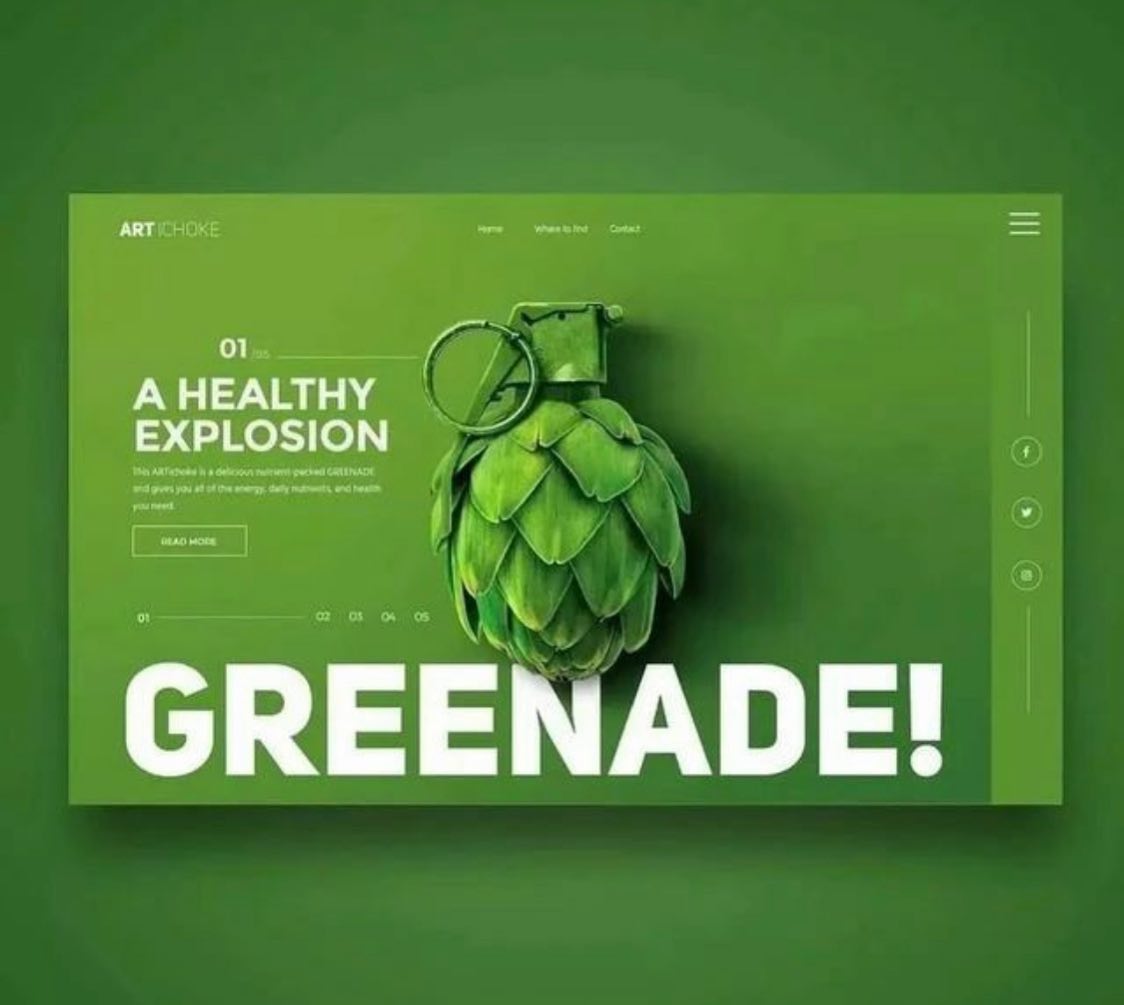 ARTICHOKE
Home Where to find Contact
01 /05
A HEALTHY
EXPLOSION
This ARTichoke is a delicious nutrient-packed GREENADE
and gives you all of the energy, daily nutrients, and health
you need.
READ MORE
01 02 03 04 05
GREENADE!